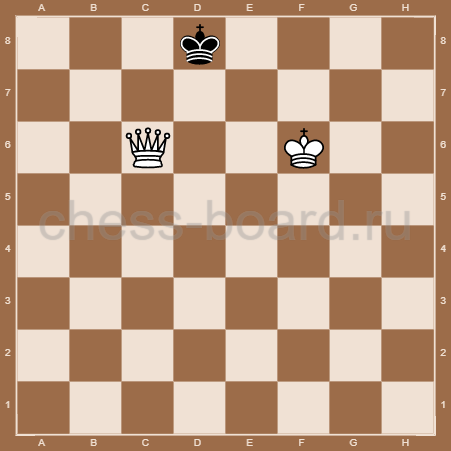 A B C D E F G H
8 8
7 7
6 6
5 5
chess-board.ru
4 4
3 3
2 2
1 1
A B C D E F G H